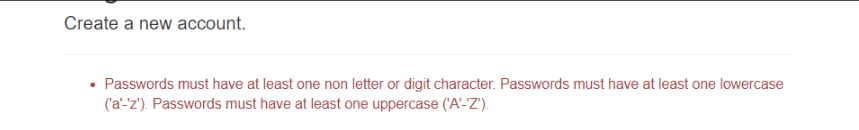 Create a new account.
• Passwords must have at least one non letter or digit character. Passwords must have at least one lowercase
('a'-'z'). Passwords must have at least one uppercase ('A'-'Z').